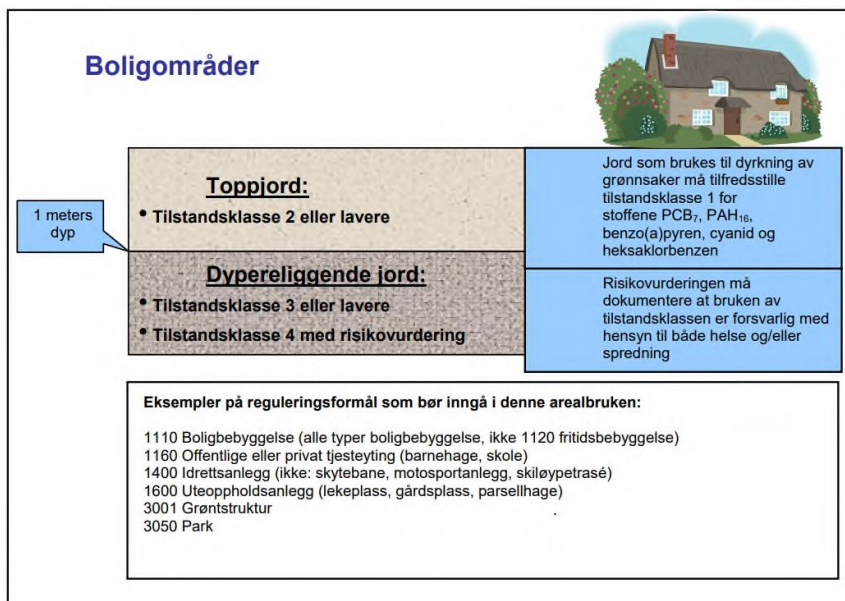 Boligområder
Toppjord:
• Tilstandsklasse 2 eller lavere
Jord som brukes til dyrkning av
grønnsaker må tilfredsstille
tilstandsklasse 1 for
stoffene PCB₇, PAH₁₆,
benzo(a)pyren, cyanid og
heksaklorbenzen
1 meters
dyp
Dypereliggende jord:
• Tilstandsklasse 3 eller lavere
• Tilstandsklasse 4 med risikovurdering
Risikovurderingen må
dokumentere at bruken av
tilstandsklassen er forsvarlig med
hensyn til både helse og/eller
spredning
Eksempler på reguleringsformål som bør inngå i denne arealbruken:
1110 Boligbebyggelse (alle typer boligbebyggelse, ikke 1120 fritidsbebyggelse)
1160 Offentlige eller privat tjesteyting (barnehage, skole)
1400 Idrettsanlegg (ikke: skytebane, motosportanlegg, skiløypetrasé)
1600 Uteoppholdsanlegg (lekeplass, gårdsplass, parsellhage)
3001 Grøntstruktur
3050 Park